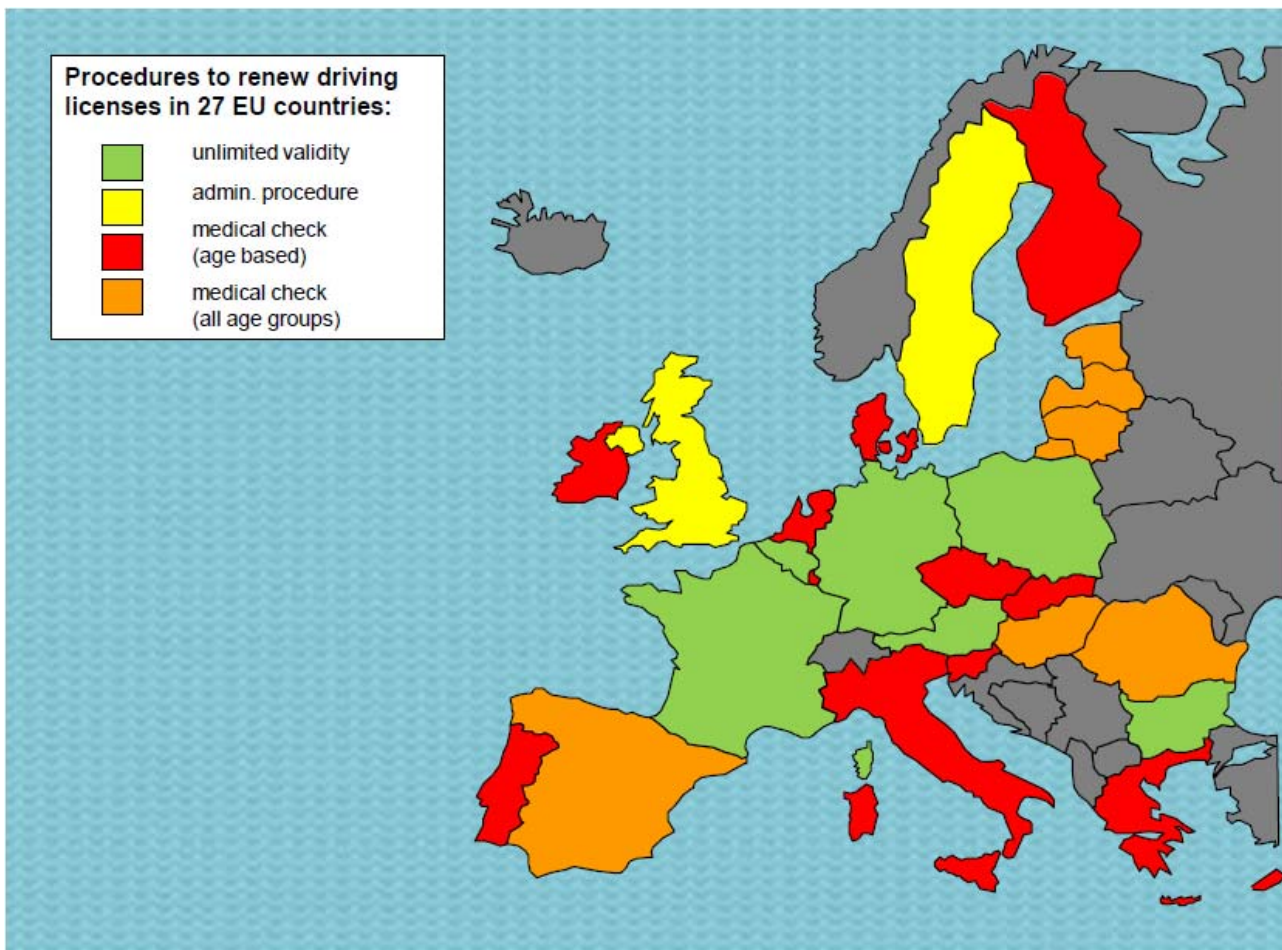 Procedures to renew driving
licenses in 27 EU countries:
unlimited validity
admin. procedure
medical check
(age based)
medical check
(all age groups)